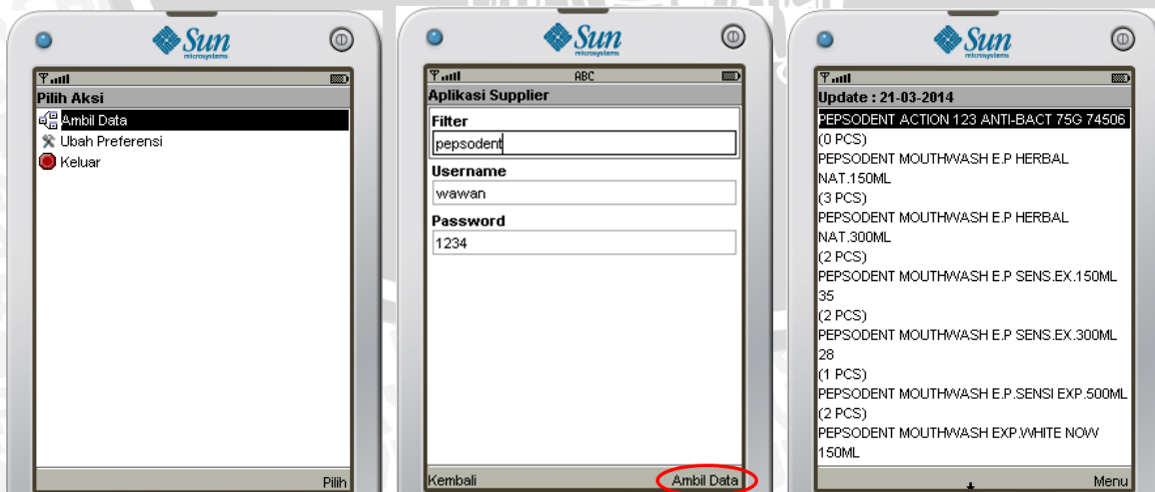 Sun
microsystems
Pilih Aksi
Ambil Data
Ubah Preferensi
Keluar
Pilih
Sun
microsystems
ABC
Aplikasi Supplier
Filter
pepsodent
Username
wawan
Password
1234
Kembali
Ambil Data
Sun
microsystems
Update : 21-03-2014
PEPSODENT ACTION 123 ANTI-BACT 75G 74506
(0 PCS)
PEPSODENT MOUTHWASH E.P HERBAL
NAT.150ML
(3 PCS)
PEPSODENT MOUTHWASH E.P HERBAL
NAT.300ML
(2 PCS)
PEPSODENT MOUTHWASH E.P SENS.EX.150ML
35
(2 PCS)
PEPSODENT MOUTHWASH E.P SENS.EX.300ML
28
(1 PCS)
PEPSODENT MOUTHWASH E.P.SENSI EXP.500ML
(2 PCS)
PEPSODENT MOUTHWASH EXP.WHITE NOW
150ML
Menu